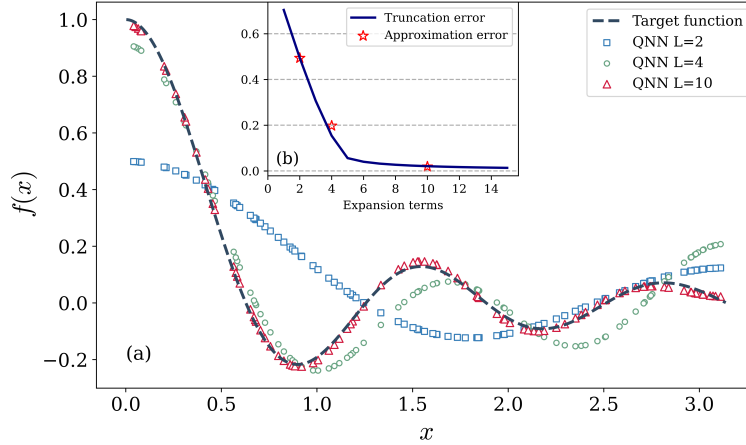 1.0
0.8
0.6
0.4
0.2
0.0
−0.2
f(x)
0.0
0.5
1.0
1.5
2.0
2.5
3.0
x
(a)
Target function
QNN L=2
QNN L=4
QNN L=10
Truncation error
Approximation error
0.6
0.4
0.2
0.0
(b)
0
2
4
6
8
10
12
14
Expansion terms